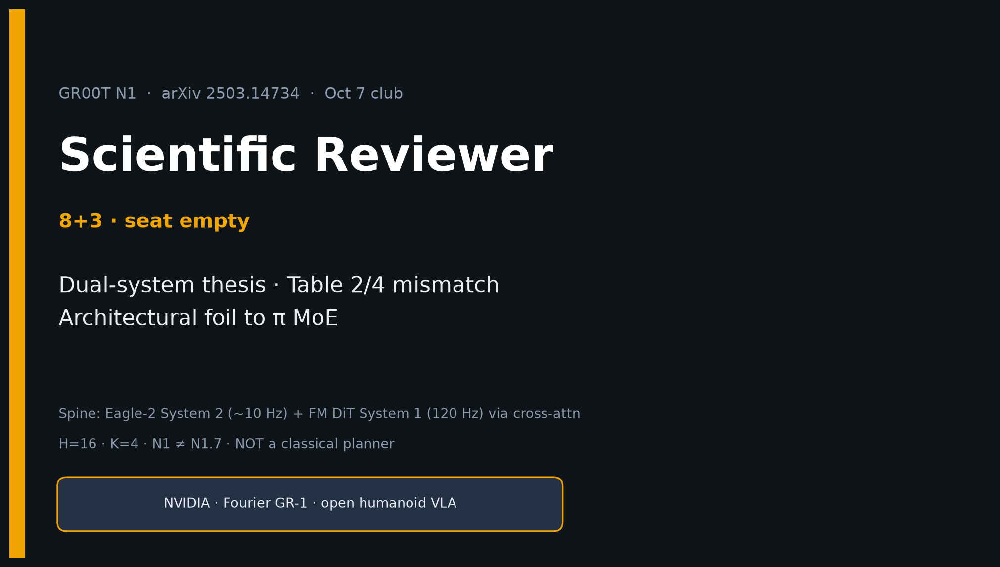 GR00T N1 · arXiv 2503.14734 · Oct 7 club
Scientific Reviewer
8+3 · seat empty
Dual-system thesis · Table 2/4 mismatch
Architectural foil to π MoE
Spine: Eagle-2 System 2 (~10 Hz) + FM DiT System 1 (120 Hz) via cross-attn
H=16 · K=4 · N1 ≠ N1.7 · NOT a classical planner
NVIDIA · Fourier GR-1 · open humanoid VLA